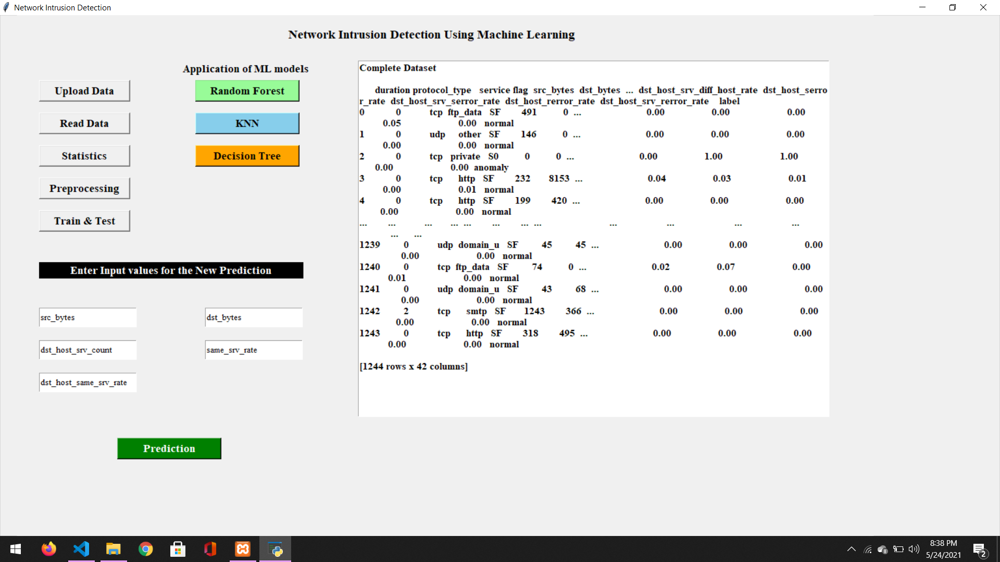 Network Intrusion Detection
Network Intrusion Detection Using Machine Learning
Application of ML models
Upload Data
Random Forest
Read Data
KNN
Statistics
Decision Tree
Preprocessing
Train & Test
Enter Input values for the New Prediction
src_bytes
dst_bytes
dst_host_srv_count
same_srv_rate
dst_host_same_srv_rate
Prediction
Complete Dataset
duration protocol_type service flag src_bytes dst_bytes ... dst_host_srv_diff_host_rate dst_host_serro
r_rate dst_host_srv_serror_rate dst_host_rerror_rate dst_host_srv_rerror_rate label
0 0 tcp ftp_data SF 491 0 ... 0.00 0.00 0.00
0.05 0.00 normal
1 0 udp other SF 146 0 ... 0.00 0.00 0.00
0.00 0.00 normal
2 0 tcp private S0 0 0 ... 0.00 1.00 1.00
0.00 0.00 anomaly
3 0 tcp http SF 232 8153 ... 0.04 0.03 0.01
0.00 0.01 normal
4 0 tcp http SF 199 420 ... 0.00 0.00 0.00
0.00 0.00 normal
... ... ... ... ... ... ... ... ... ... ... ...
... ...
1239 0 udp domain_u SF 45 45 ... 0.00 0.00 0.00
0.00 0.00 normal
1240 0 tcp ftp_data SF 74 0 ... 0.02 0.07 0.00
0.01 0.00 normal
1241 0 udp domain_u SF 43 68 ... 0.00 0.00 0.00
0.00 0.00 normal
1242 2 tcp smtp SF 1243 366 ... 0.00 0.00 0.00
0.00 0.00 normal
1243 0 tcp http SF 318 495 ... 0.00 0.00 0.00
0.00 0.00 normal
[1244 rows x 42 columns]
8:38 PM
5/24/2021
2